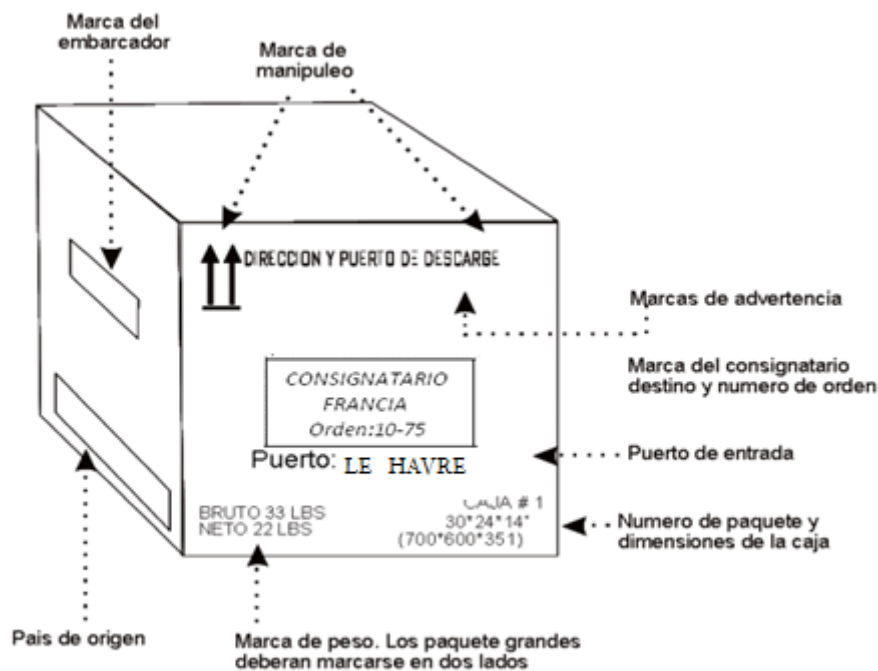 Marca del
embarcador
Marca de
manipuleo
DIRECCION Y PUERTO DE DESCARGE
Marcas de advertencia
Marca del consignatario
destino y numero de orden
CONSIGNATARIO
FRANCIA
Orden:10-75
Puerto: LE HAVRE
Puerto de entrada
BRUTO 33 LBS
NETO 22 LBS
CAJA # 1
30*24*14"
(700*600*351)
Numero de paquete y
dimensiones de la caja
Pais de origen
Marca de peso. Los paquete grandes
deberan marcarse en dos lados